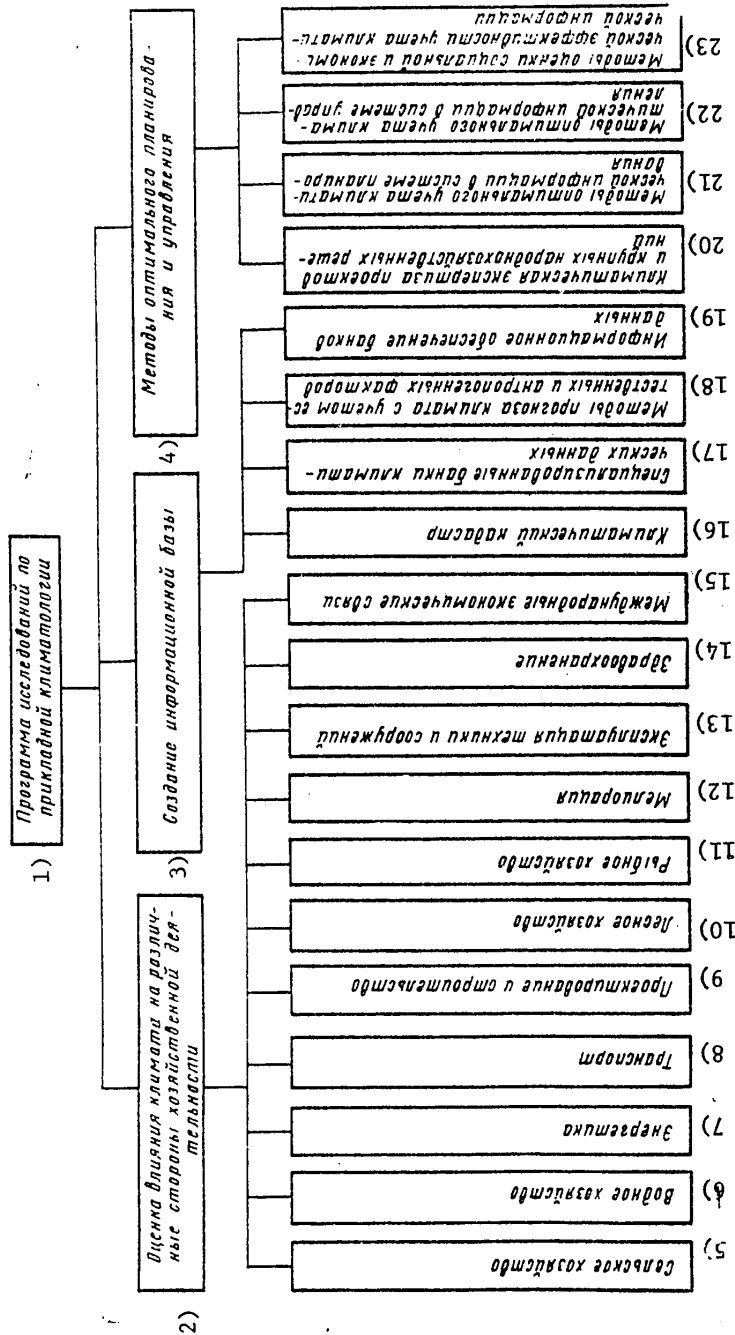 1)
Программа исследований по
прикладной климатологии
2)
Оценка влияния климата на различ-
ные стороны хозяйственной дея-
тельности
3)
Создание информационной базы
4)
Методы оптимального планирова-
ния и управления
5)
Сельское хозяйство
6)
Водное хозяйство
7)
Энергетика
8)
Транспорт
9)
Проектирование и строительство
10)
Лесное хозяйство
11)
Рыбное хозяйство
12)
Мелиорация
13)
Эксплуатация техники и сооружений
14)
Здравоохранение
15)
Международные экономические связи
16)
Климатический кадастр
17)
Специализированные банки климати-
ческих данных
18)
Методы прогноза климата с учетом ес-
тественных и антропогенных факторов
19)
Информационное обеспечение банков
данных
20)
Климатическая экспертиза проектов
и крупных народнохозяйственных реше-
ний
21)
Методы оптимального учета климати-
ческой информации в системе планиро-
вания
22)
Методы оптимального учета клима-
тической информации в системе управ-
ления
23)
Методы оценки социальной и экономи-
ческой эффективности учета климати-
ческой информации